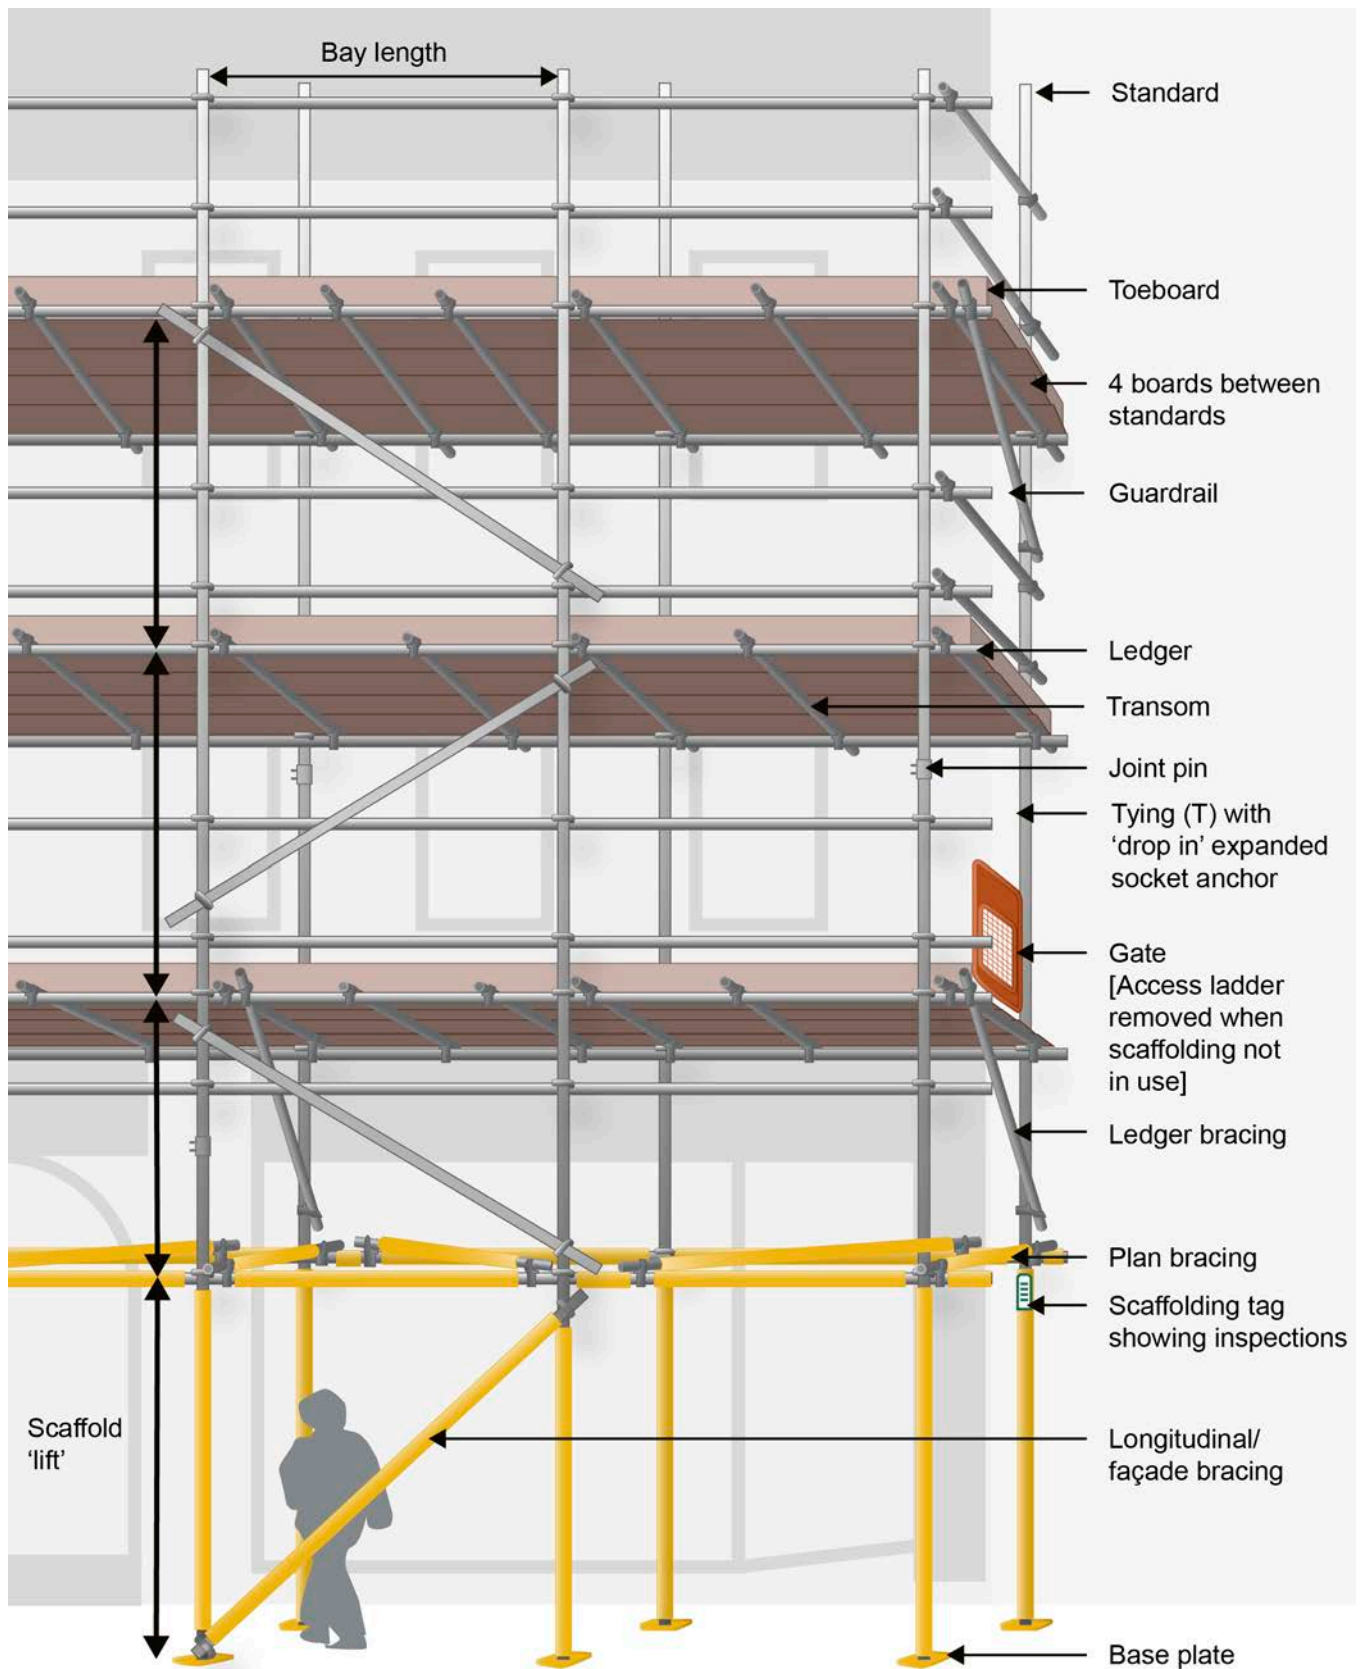 Bay length
Standard
Toeboard
4 boards between
standards
Guardrail
Ledger
Transom
Joint pin
Tying (T) with
‘drop in’ expanded
socket anchor
Gate
[Access ladder
removed when
scaffolding not
in use]
Ledger bracing
Plan bracing
Scaffolding tag
showing inspections
Scaffold
‘lift’
Longitudinal/
façade bracing
Base plate